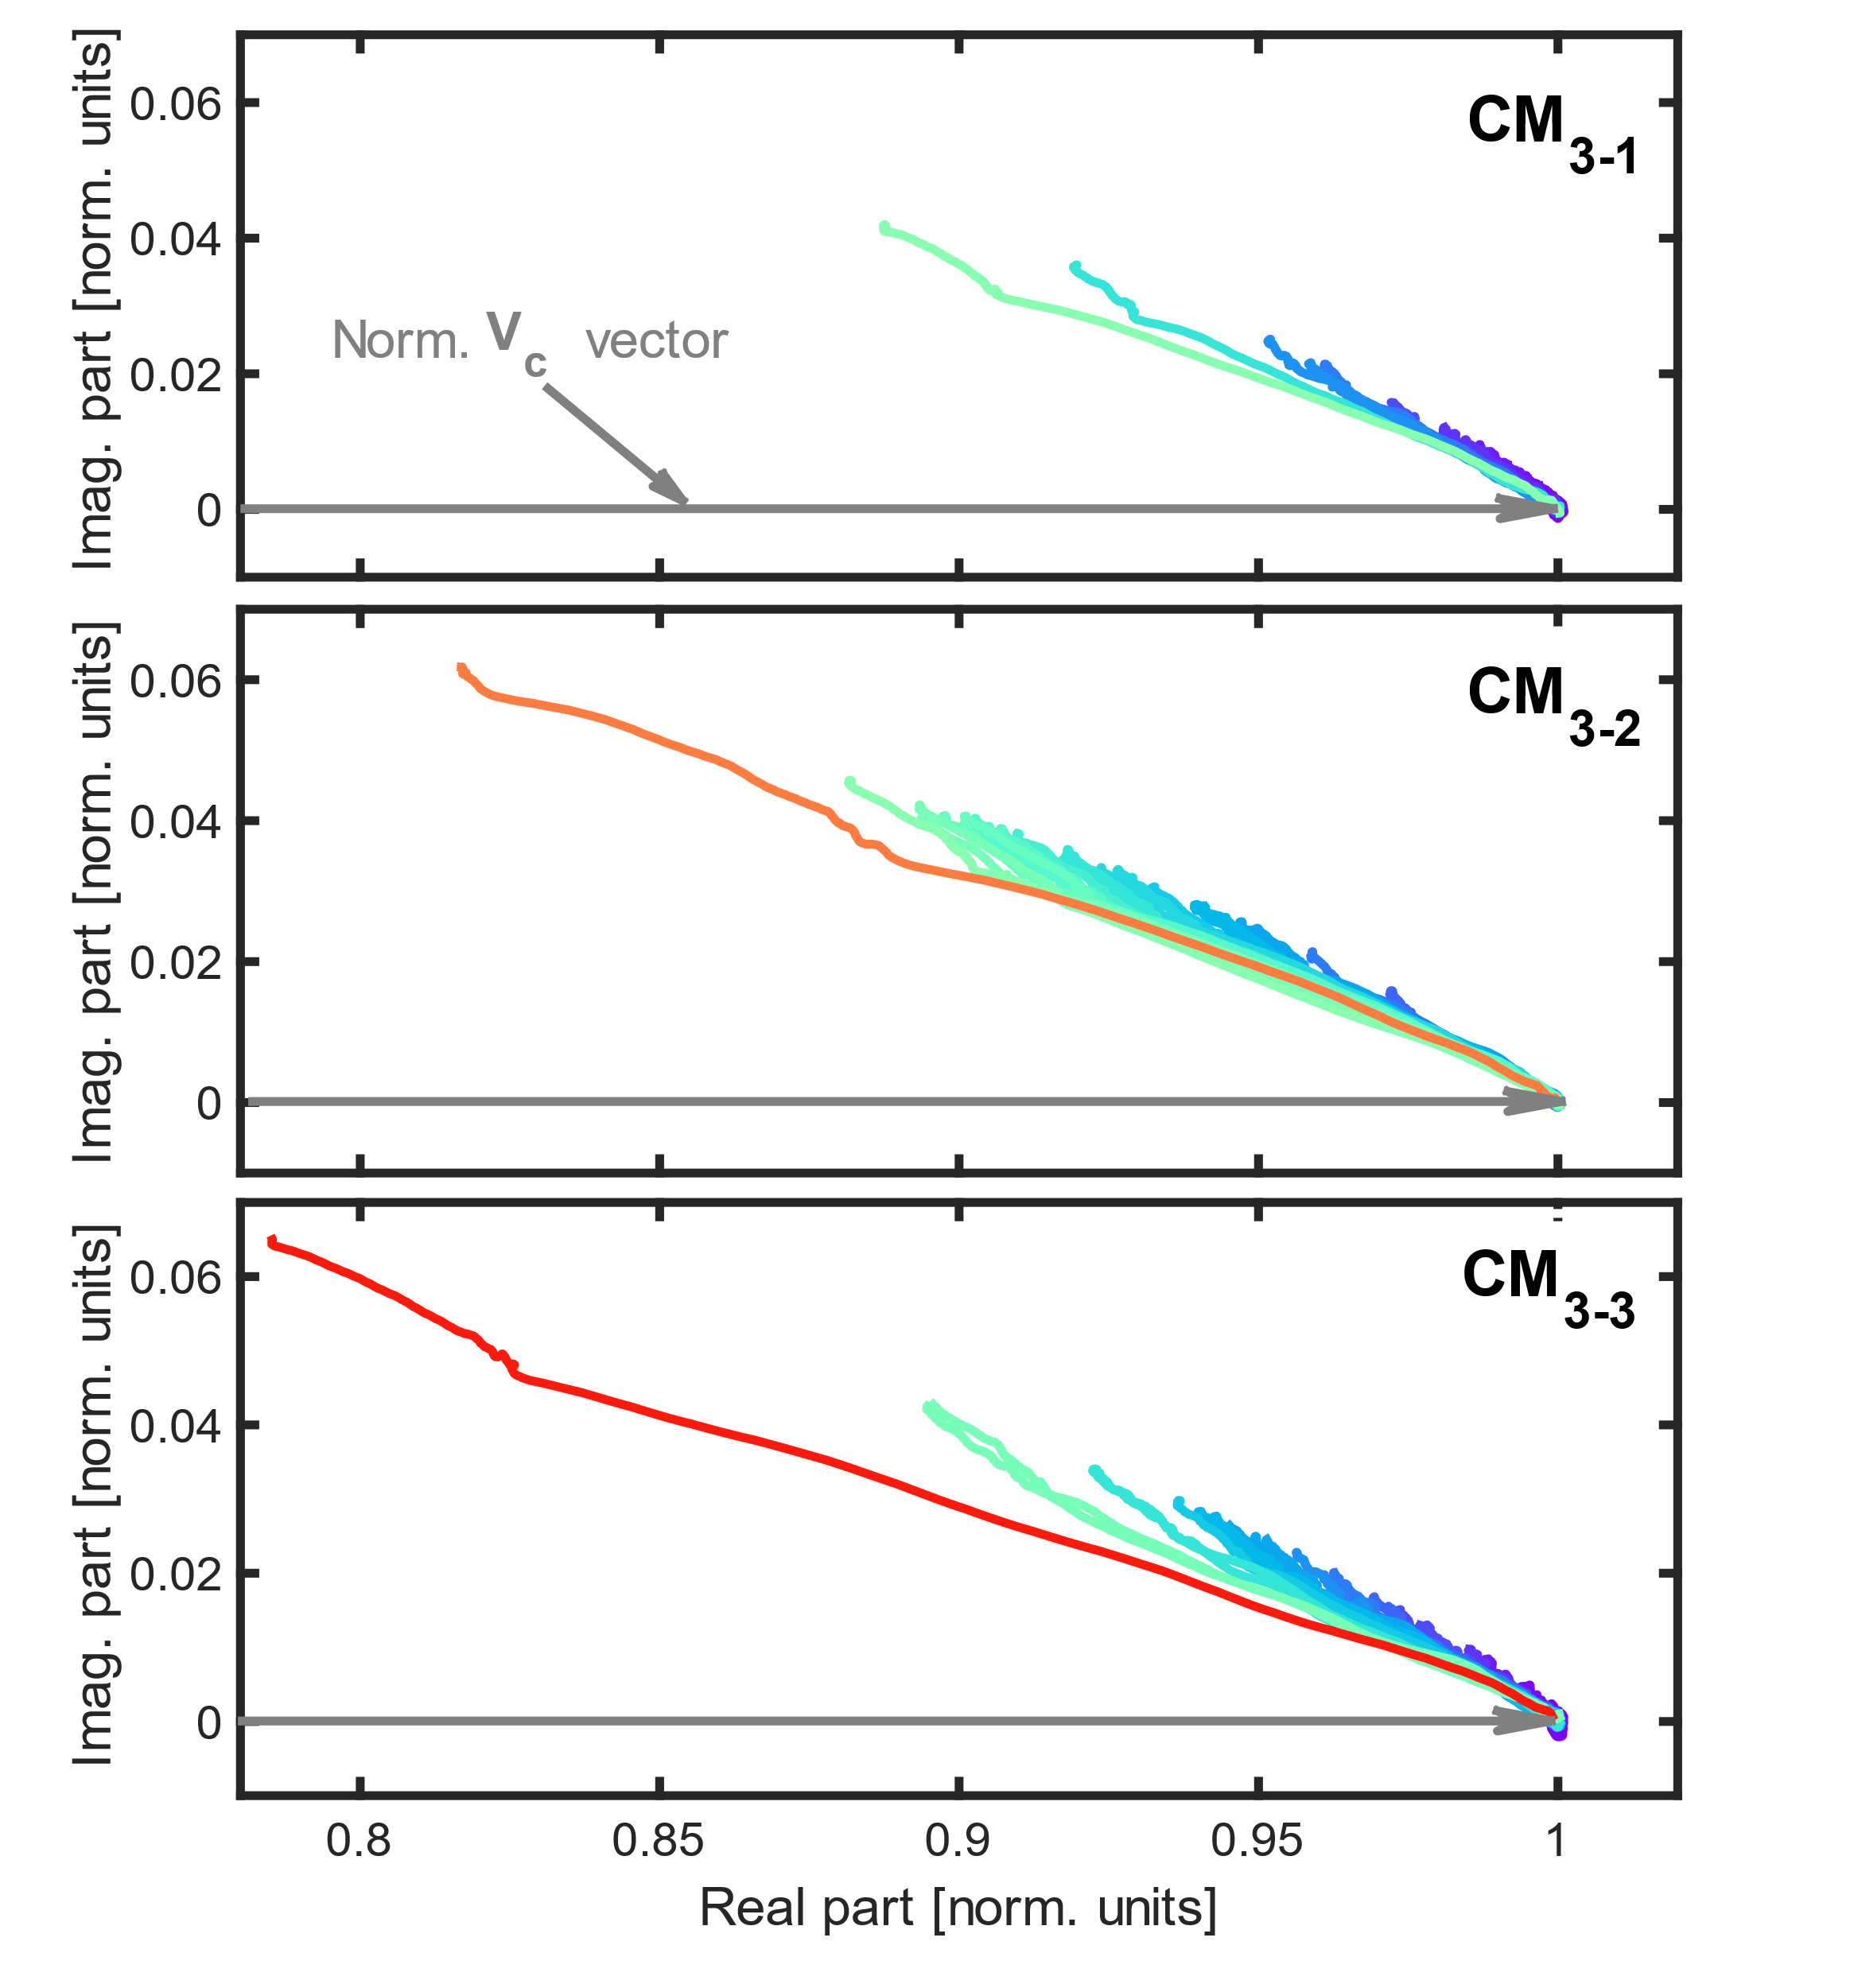 Imag. part [norm. units]
0.06
0.04
0.02
0
CM3-1
Norm. Vc vector
Imag. part [norm. units]
0.06
0.04
0.02
0
CM3-2
Imag. part [norm. units]
0.06
0.04
0.02
0
CM3-3
0.8 0.85 0.9 0.95 1
Real part [norm. units]